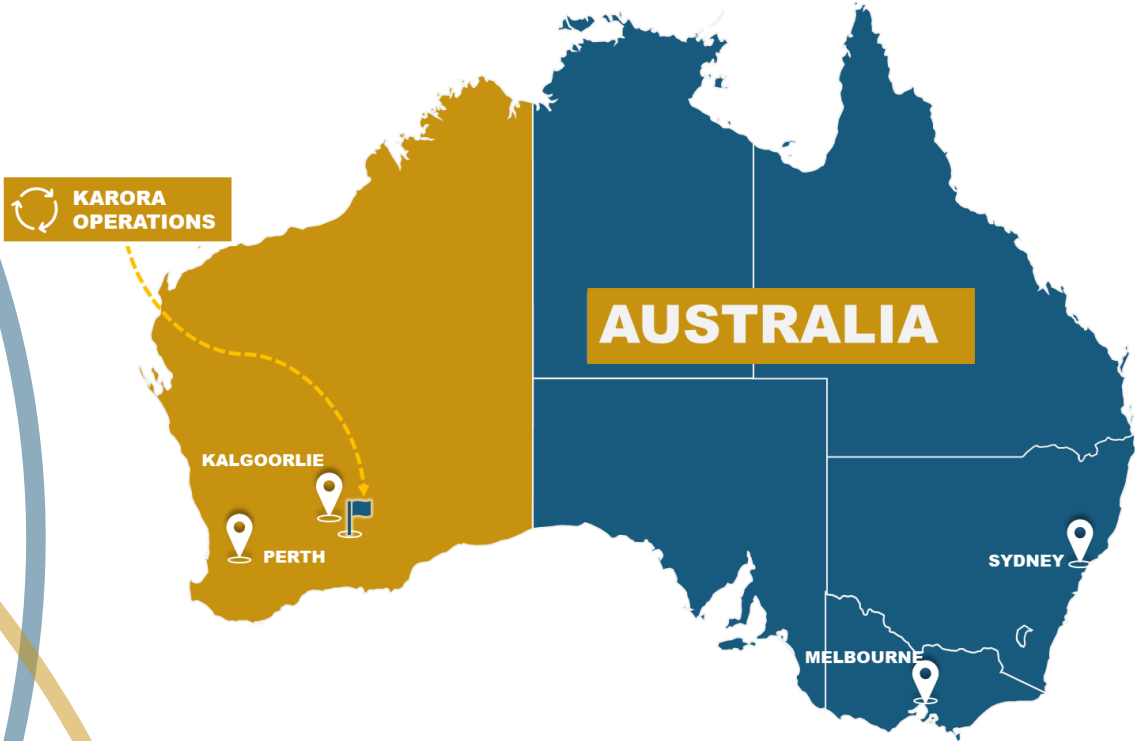 KARORA
OPERATIONS
AUSTRALIA
KALGOORLIE
PERTH
SYDNEY
MELBOURNE